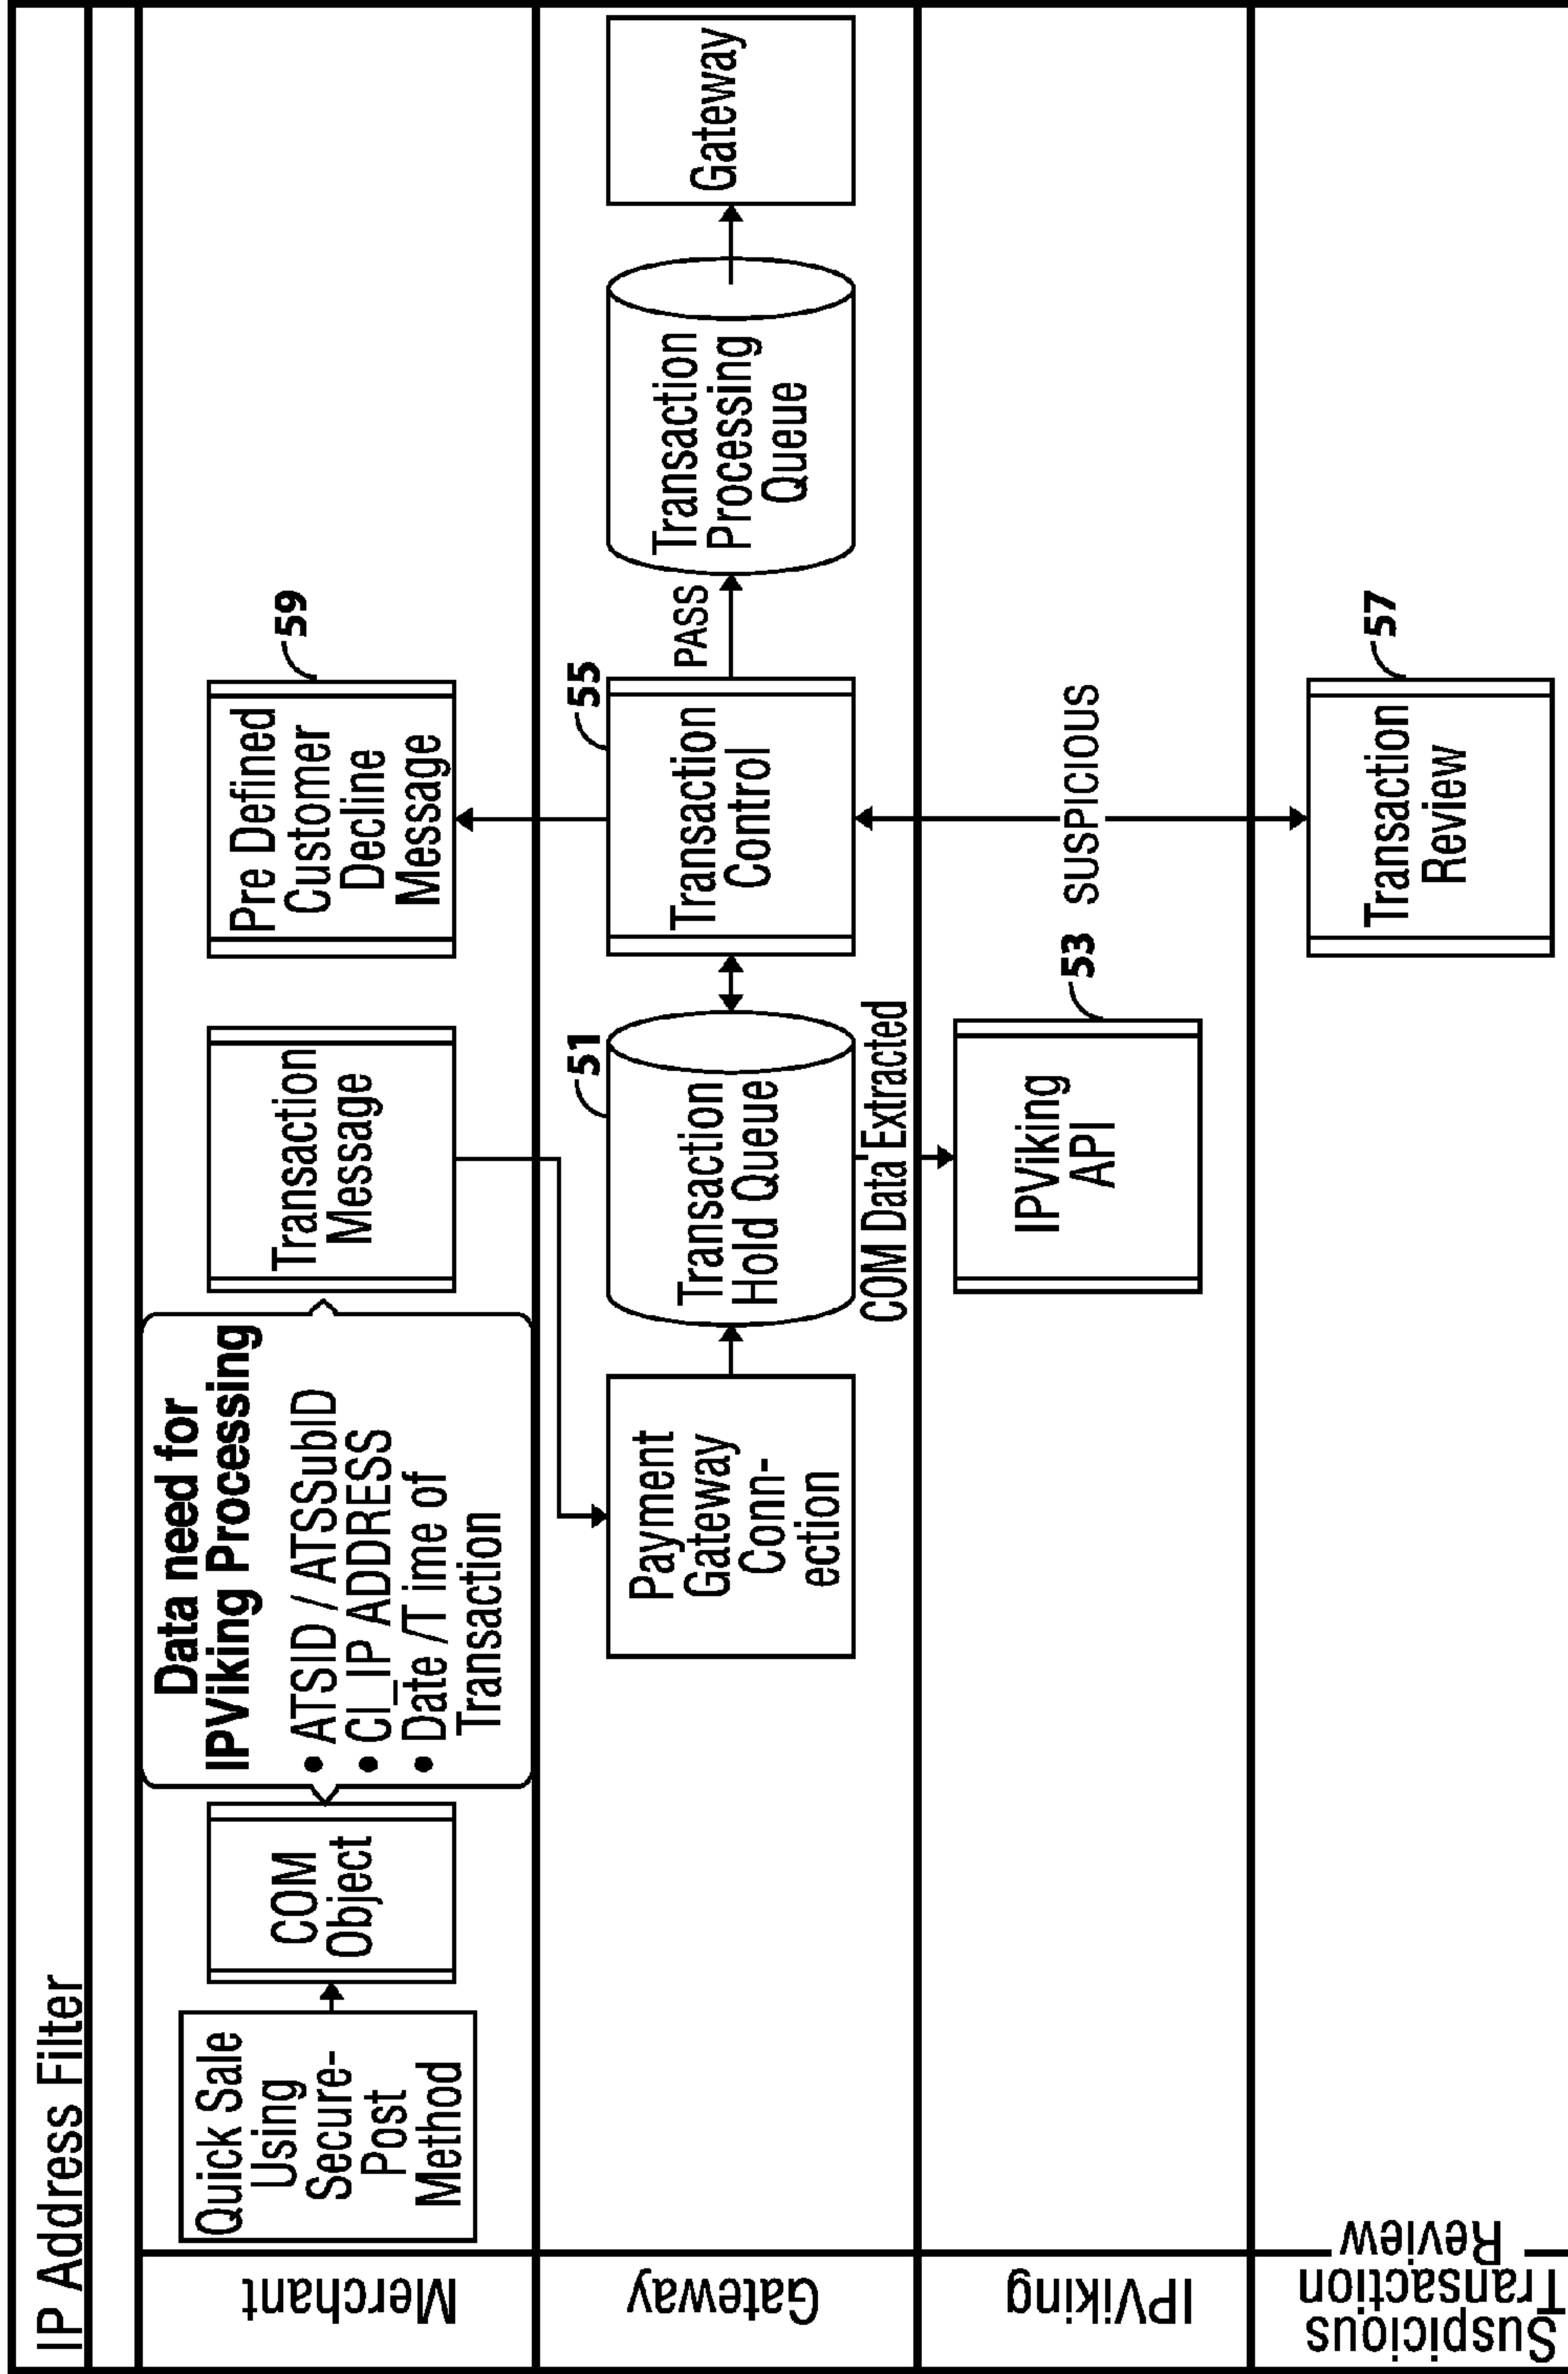 IP Address Filter
Merchant
Quick Sale
Using
Secure-
Post
Method
COM
Object
Data need for
IPViking Processing
• ATSID / ATSSubID
• CI_IP ADDRESS
• Date /T ime of
Transaction
Transaction
Message
Pre Defined
Customer
Decline
Message
59
Gateway
Payment
Gateway
Conn-
ection
Transaction
Hold Queue
51
COM Data Extracted
Transaction
Control
55
PASS
Transaction
Processing
Queue
Gateway
IPViking
IPViking
API
53
SUSPICIOUS
Suspicious
Transaction
Review
Transaction
Review
57